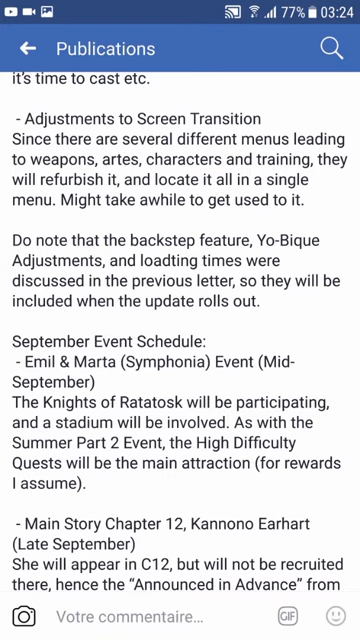 77% 03:24
Publications
it's time to cast etc.
- Adjustments to Screen Transition
Since there are several different menus leading
to weapons, artes, characters and training, they
will refurbish it, and locate it all in a single
menu. Might take awhile to get used to it.
Do note that the backstep feature, Yo-Bique
Adjustments, and loadting times were
discussed in the previous letter, so they will be
included when the update rolls out.
September Event Schedule:
- Emil & Marta (Symphonia) Event (Mid-
September)
The Knights of Ratatosk will be participating,
and a stadium will be involved. As with the
Summer Part 2 Event, the High Difficulty
Quests will be the main attraction (for rewards
I assume).
- Main Story Chapter 12, Kannono Earhart
(Late September)
She will appear in C12, but will not be recruited
there, hence the “Announced in Advance” from
Votre commentaire... GIF